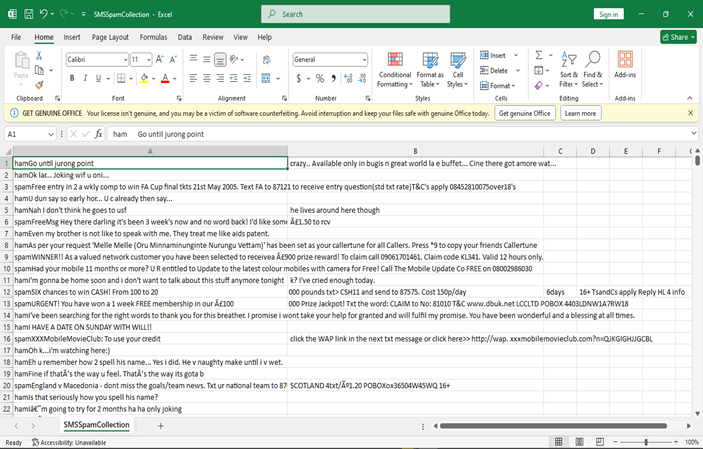 SMSSpamCollection - Excel
Search
Sign in
File Home Insert Page Layout Formulas Data Review View Help
Share
Paste
Clipboard
Calibri 11
B I U
Font
Alignment
General
Number
Conditional Formatting
Format as Table
Cell Styles
Styles
Insert
Delete
Format
Cells
Sort & Filter
Find & Select
Editing
Add-ins
Add-ins
GET GENUINE OFFICE Your license isn't genuine, and you may be a victim of software counterfeiting. Avoid interruption and keep your files safe with genuine Office today. Get genuine Office Learn more
A1 fx ham Go until jurong point
A B C D E F
1 hamGo until jurong point crazy.. Available only in bugis n great world la e buffet... Cine there got amore wat...
2 hamOk lar... Joking wif u oni...
3 spamFree entry in 2 a wkly comp to win FA Cup final tkts 21st May 2005. Text FA to 87121 to receive entry question(std txt rate)T&C's apply 08452810075over18's
4 hamU dun say so early hor... U c already then say...
5 hamNah I don't think he goes to usf he lives around here though
6 spamFreeMsg Hey there darling it's been 3 week's now and no word back! I'd like some Â£1.50 to rcv
7 hamEven my brother is not like to speak with me. They treat me like aids patent.
8 hamAs per your request 'Melle Melle (Oru Minnaminunginte Nurungu Vettam)' has been set as your callertune for all Callers. Press *9 to copy your friends Callertune
9 spamWINNER!! As a valued network customer you have been selected to receivea Â£900 prize reward! To claim call 09061701461. Claim code KL341. Valid 12 hours only.
10 spamHad your mobile 11 months or more? U R entitled to Update to the latest colour mobiles with camera for Free! Call The Mobile Update Co FREE on 08002986030
11 hamI'm gonna be home soon and i don't want to talk about this stuff anymore tonight k? I've cried enough today.
12 spamSIX chances to win CASH! From 100 to 20 000 pounds txt> CSH11 and send to 87575. Cost 150p/day 6days 16+ TsandCs apply Reply HL 4 info
13 spamURGENT! You have won a 1 week FREE membership in our Â£100 000 Prize Jackpot! Txt the word: CLAIM to No: 81010 T&C www.dbuk.net LCCLTD POBOX 4403LDNW1A7RW18
14 hamI've been searching for the right words to thank you for this breather. I promise i wont take your help for granted and will fulfil my promise. You have been wonderful and a blessing at all times.
15 hamI HAVE A DATE ON SUNDAY WITH WILL!!
16 spamXXXMobileMovieClub: To use your credit click the WAP link in the next txt message or click here>> http://wap. xxxmobilemovieclub.com?n=QJKGIGHJJGCBL
17 hamOh k...i'm watching here:)
18 hamEh u remember how 2 spell his name... Yes i did. He v naughty make until i v wet.
19 hamFine if thatÂ’s the way u feel. ThatÂ’s the way its gota b
20 spamEngland v Macedonia - dont miss the goals/team news. Txt ur national team to 87 SCOTLAND 4txt/Ãº1.20 POBOXox36504W45WQ 16+
21 hamIs that seriously how you spell his name?
22 hamIâ€˜m going to try for 2 months ha ha only joking
SMSSpamCollection
Ready Accessibility: Unavailable 100%